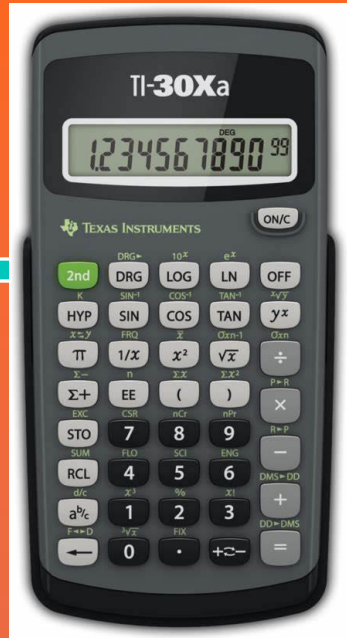 TI-30Xa
DEG
1.234567890 99
TEXAS INSTRUMENTS
ON/C
DRG► 10ˣ eˣ
2nd DRG LOG LN OFF
K SIN⁻¹ COS⁻¹ TAN⁻¹ ˣ√y
HYP SIN COS TAN yˣ
x⇆y FRQ x̄ σxn-1 σxn
π 1/x x² √x ÷
Σ− n Σx Σx² P►R
Σ+ EE ( ) ×
EXC CSR nCr nPr R►P
STO 7 8 9 −
SUM FLO SCI ENG DMS►DD
RCL 4 5 6 +
d/c x³ % x! DD►DMS
aᵇ/c 1 2 3 =
F◄►D ³√x FIX
← 0 · +⇆−